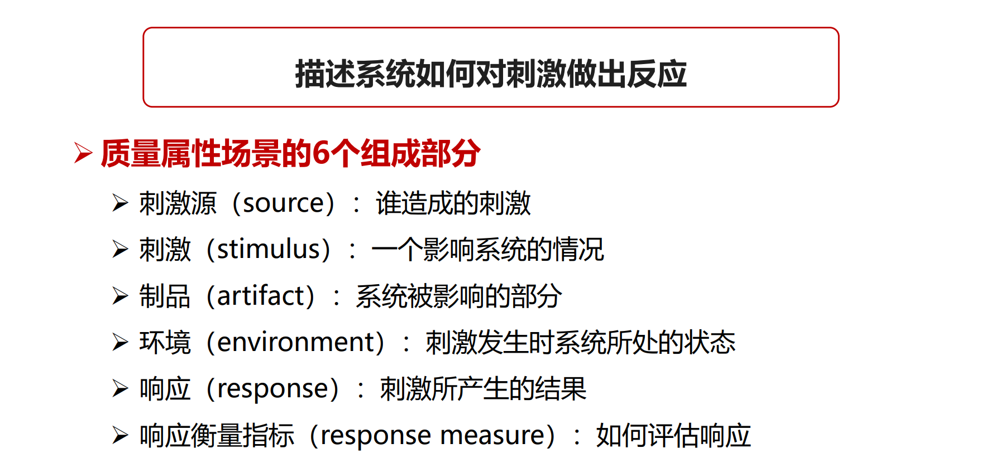 描述系统如何对刺激做出反应
质量属性场景的6个组成部分
刺激源（source）：谁造成的刺激
刺激（stimulus）：一个影响系统的情况
制品（artifact）：系统被影响的部分
环境（environment）：刺激发生时系统所处的状态
响应（response）：刺激所产生的结果
响应衡量指标（response measure）：如何评估响应